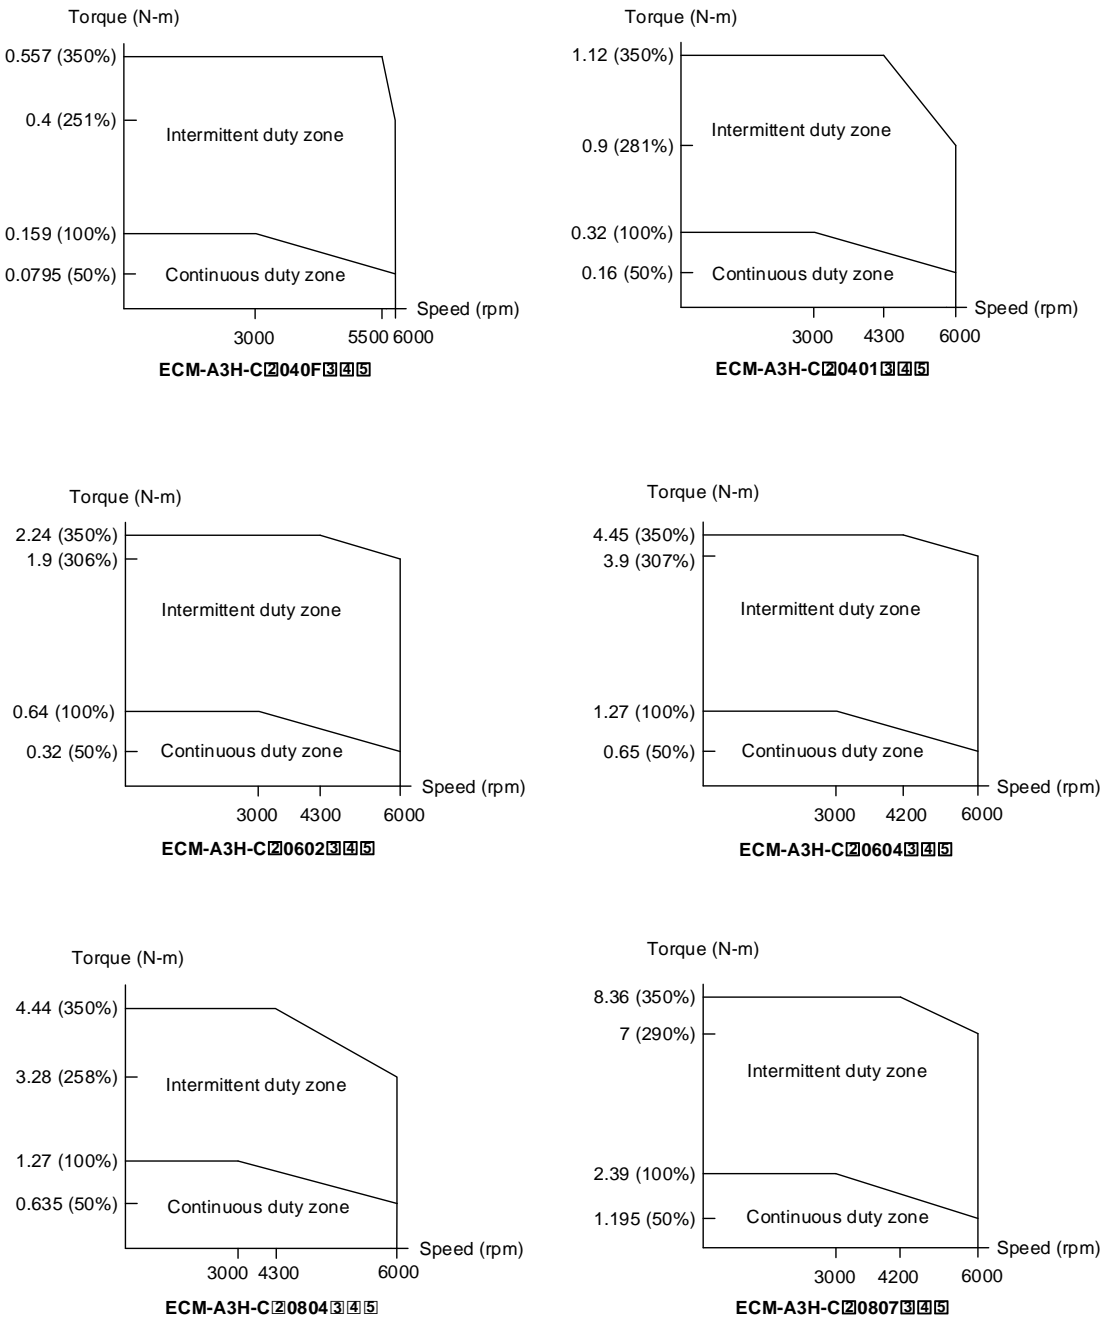 Torque (N-m)
0.557 (350%)
0.4 (251%)
Intermittent duty zone
0.159 (100%)
0.0795 (50%)
Continuous duty zone
Speed (rpm)
3000 5500 6000
ECM-A3H-C2040F345
Torque (N-m)
1.12 (350%)
Intermittent duty zone
0.9 (281%)
0.32 (100%)
0.16 (50%)
Continuous duty zone
Speed (rpm)
3000 4300 6000
ECM-A3H-C20401345
Torque (N-m)
2.24 (350%)
1.9 (306%)
Intermittent duty zone
0.64 (100%)
0.32 (50%)
Continuous duty zone
Speed (rpm)
3000 4300 6000
ECM-A3H-C20602345
Torque (N-m)
4.45 (350%)
3.9 (307%)
Intermittent duty zone
1.27 (100%)
0.65 (50%)
Continuous duty zone
Speed (rpm)
3000 4200 6000
ECM-A3H-C20604345
Torque (N-m)
4.44 (350%)
3.28 (258%)
Intermittent duty zone
1.27 (100%)
0.635 (50%)
Continuous duty zone
Speed (rpm)
3000 4300 6000
ECM-A3H-C20804345
Torque (N-m)
8.36 (350%)
7 (290%)
Intermittent duty zone
2.39 (100%)
1.195 (50%)
Continuous duty zone
Speed (rpm)
3000 4200 6000
ECM-A3H-C20807345